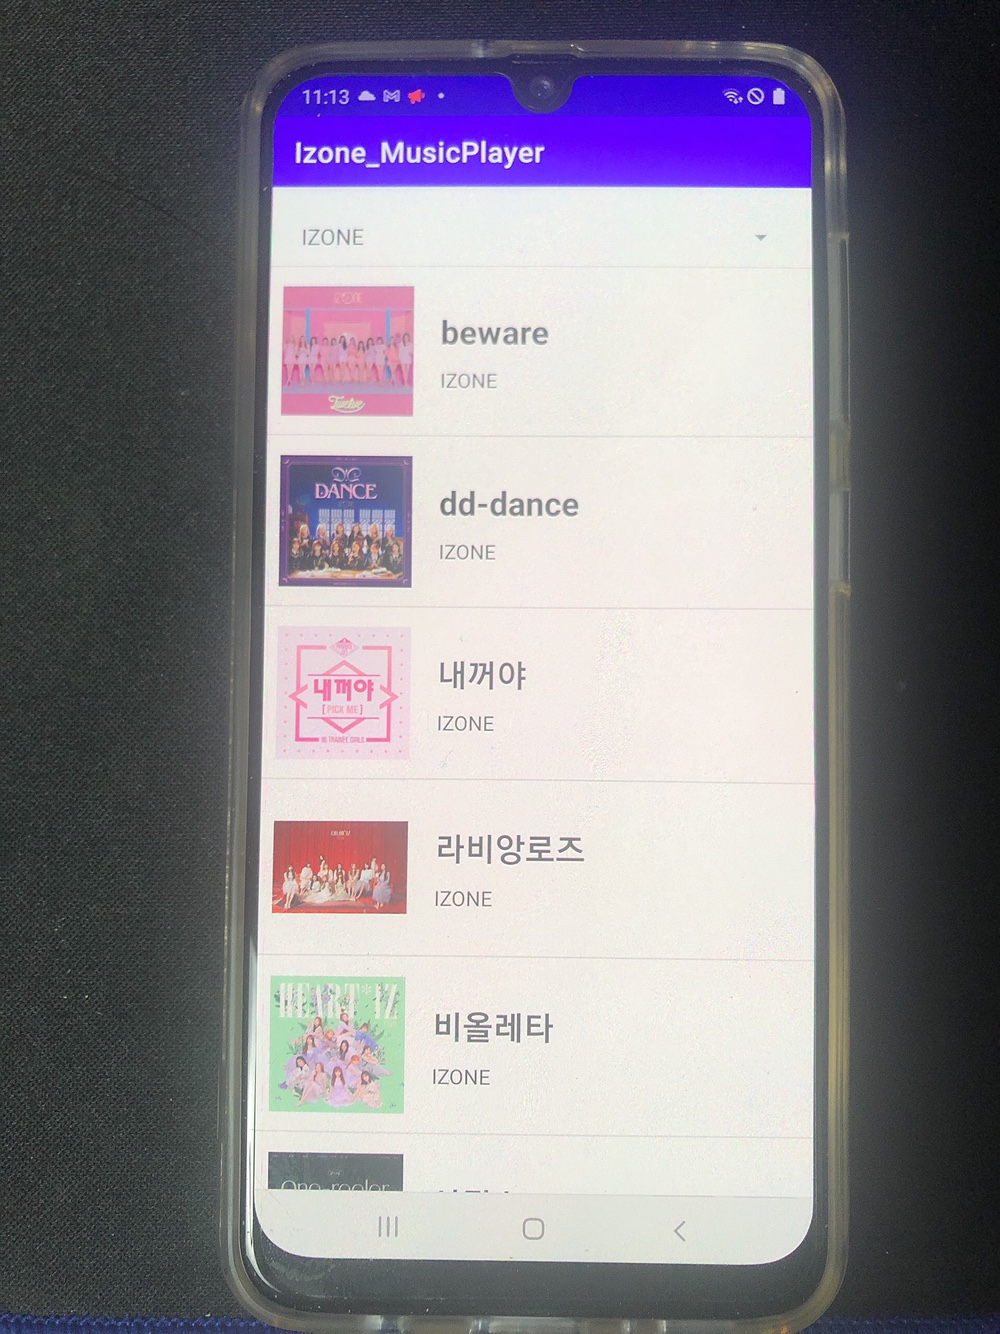 11:13
Izone_MusicPlayer
IZONE
beware
IZONE
Twelve
DANCE
dd-dance
IZONE
내꺼야
[PICK ME]
내꺼야
IZONE
라비앙로즈
IZONE
HEART*IZ
비올레타
IZONE
One-reeler